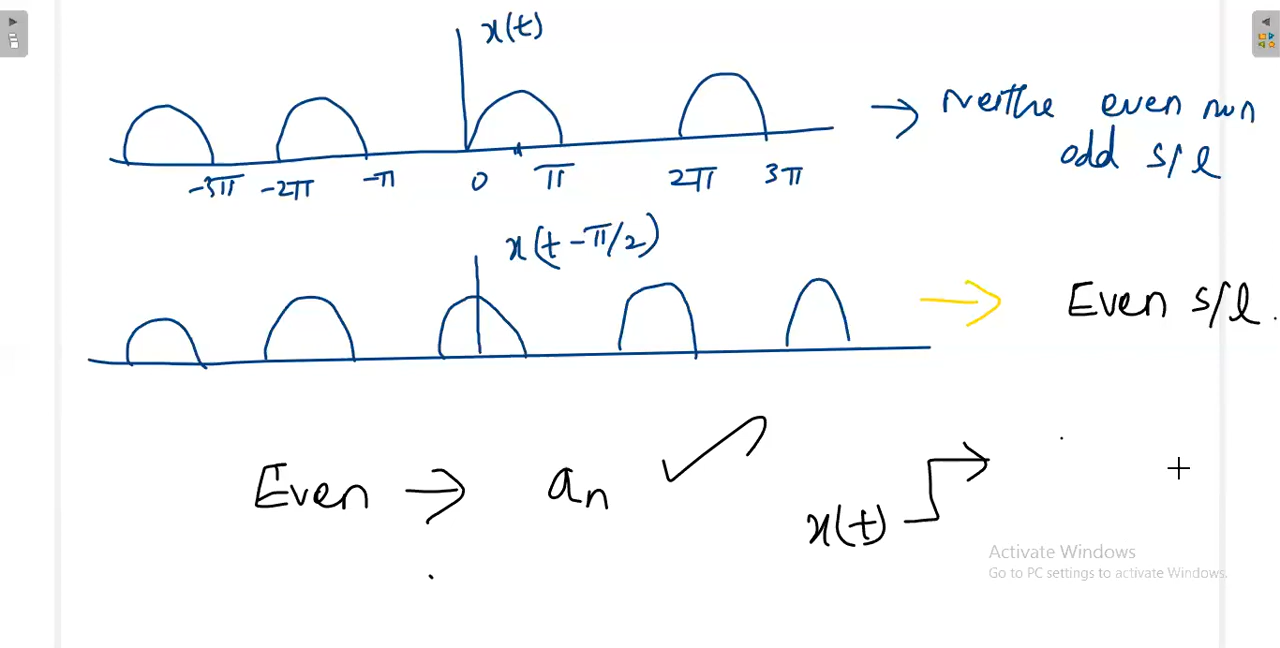 x(t)
→ Neithe even nun
odd s/l
-3π -2π -π 0 π 2π 3π
x(t - π/2)
→ Even s/l.
Even → an ✓
x(t)
Activate Windows
Go to PC settings to activate Windows.